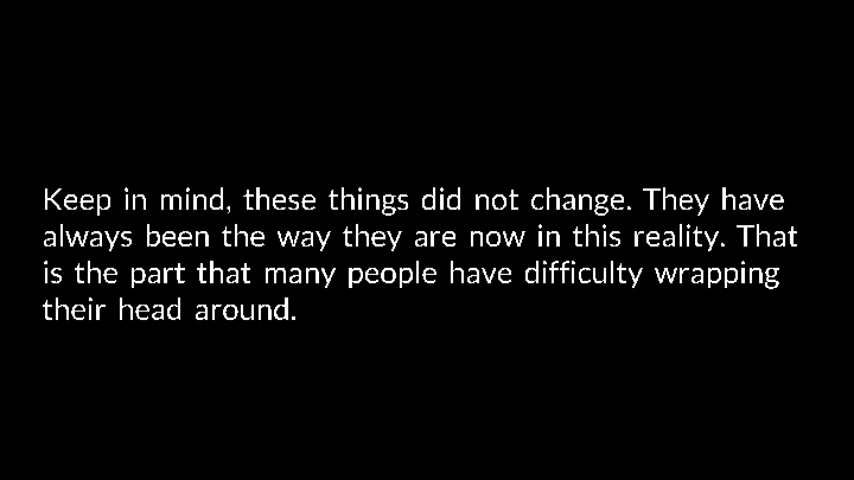 Keep in mind, these things did not change. They have
always been the way they are now in this reality. That
is the part that many people have difficulty wrapping
their head around.